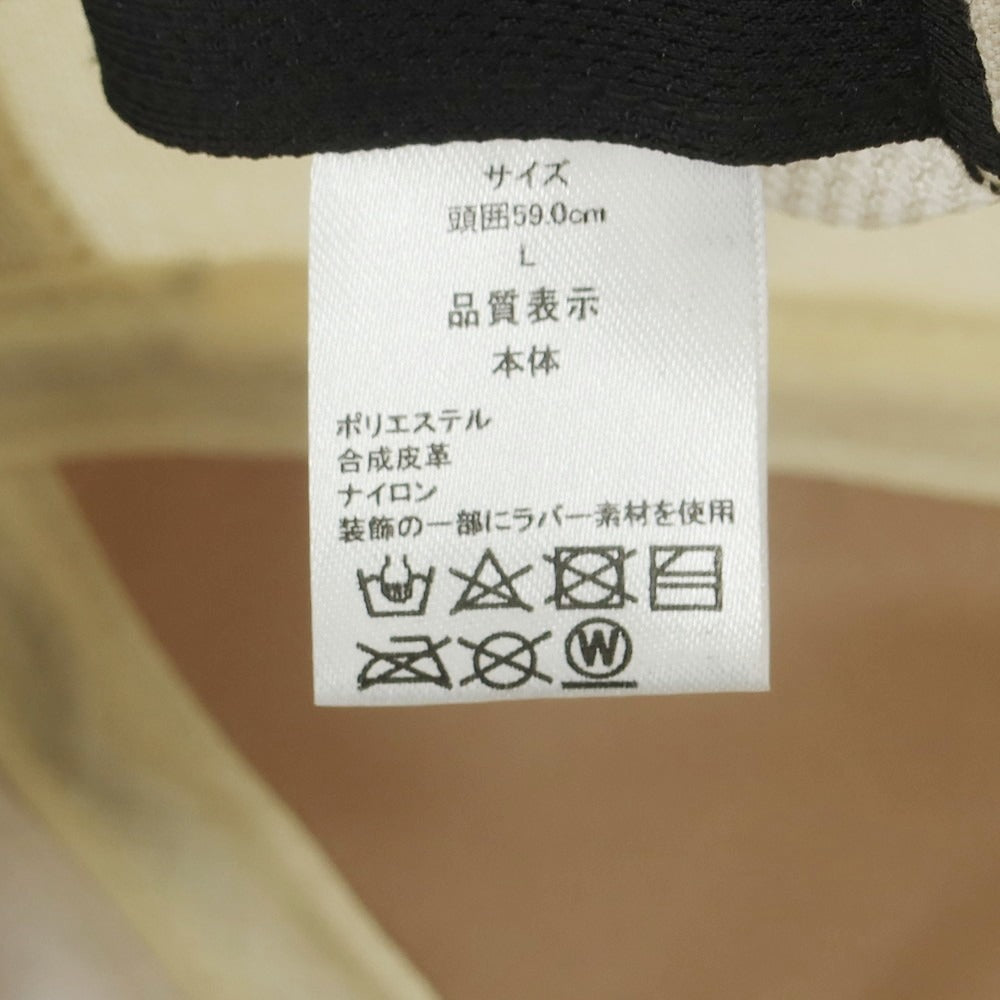 サイズ
頭囲59.0cm
L
品質表示
本体
ポリエステル
合成皮革
ナイロン
装飾の一部にラバー素材を使用
W